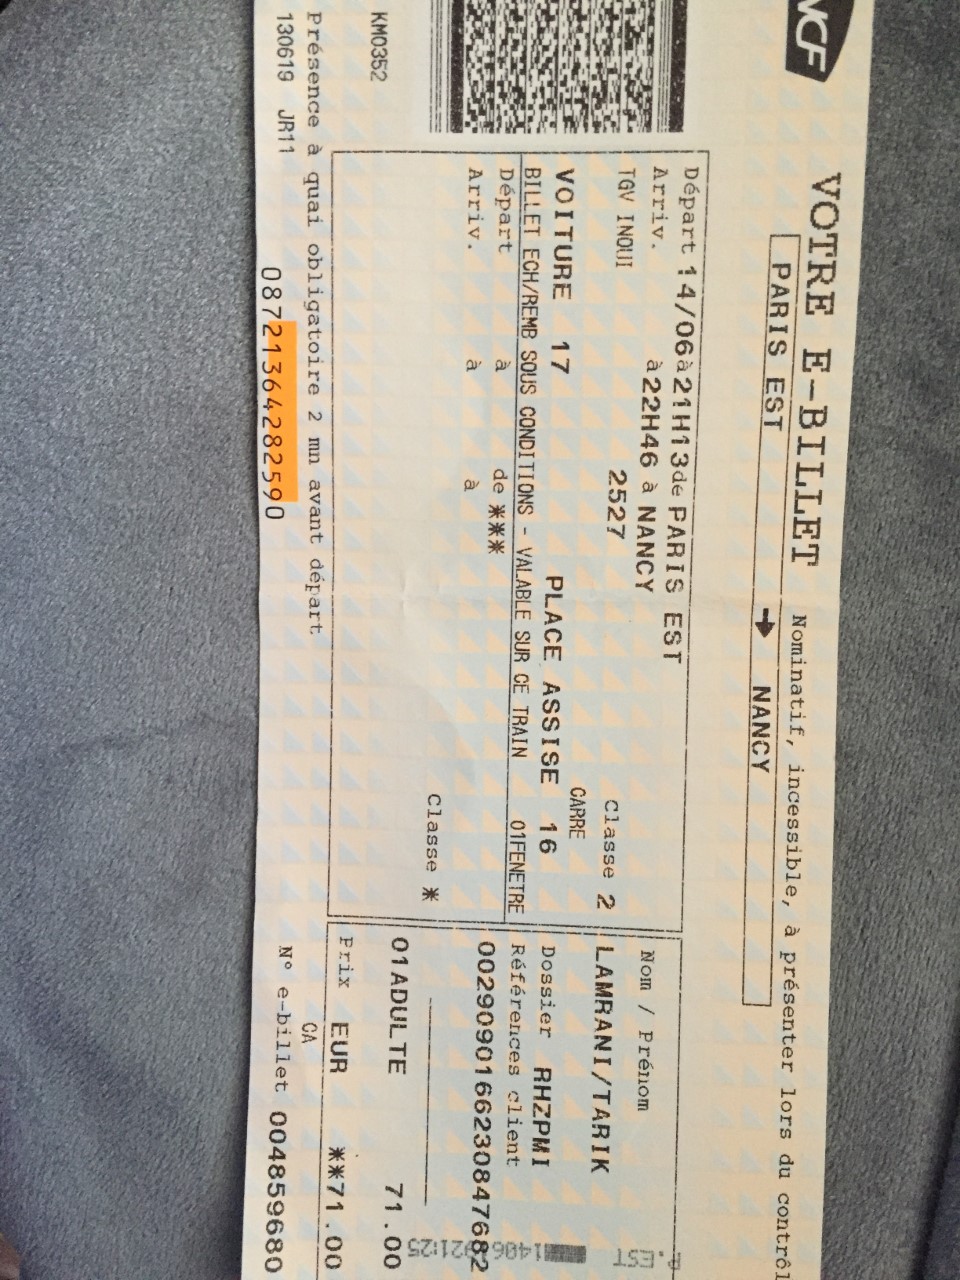 NCF
VOTRE E-BILLET
Nominatif, incessible, à présenter lors du contrôl
PARIS EST → NANCY
Départ 14/06 à 21H13 de PARIS EST
Arriv. à 22H46 à NANCY
TGV INOUI 2527 Classe 2
CARRE
VOITURE 17 PLACE ASSISE 16
BILLET ECH/REMB SOUS CONDITIONS - VALABLE SUR CE TRAIN 01FENETRE
Départ à de ***
Arriv. à à
Classe *
Nom / Prénom
LAMRANI/TARIK
Dossier RHZPMI
Références client
0029090166230847682
01ADULTE 71.00
Prix EUR **71.00
CA
N° e-billet 004859680
P.EST
21:25
KM0352
Présence à quai obligatoire 2 mn avant départ
130619 JR11
08721364282590